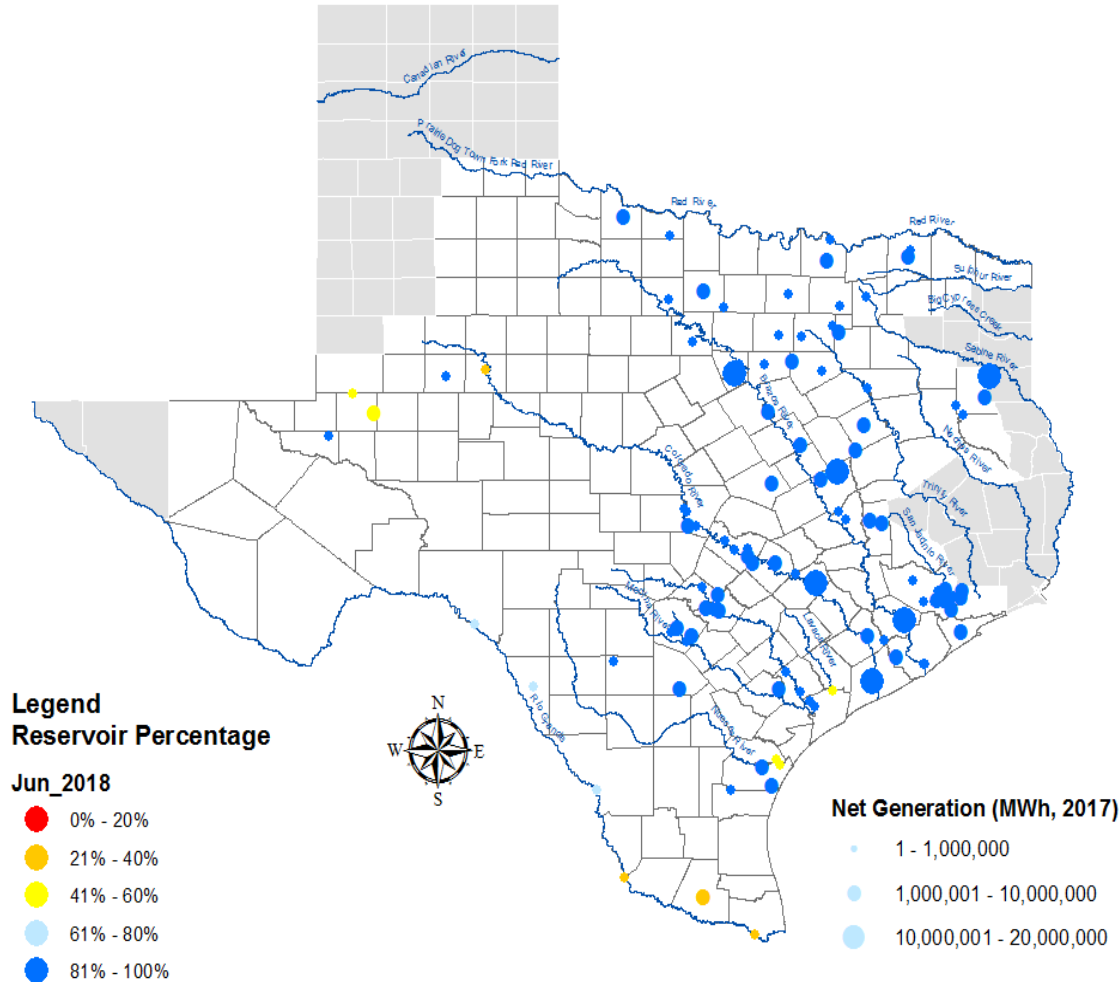 Canadian River
Prairie Dog Town Fork Red River
Red River
Red River
Sulphur River
Big Cypress Creek
Sabine River
Brazos River
Neches River
Colorado River
Trinity River
San Jacinto River
Medina River
Lavaca River
Rio Grande
Nueces River
N
W E
S
Legend
Reservoir Percentage
Jun_2018
0% - 20%
21% - 40%
41% - 60%
61% - 80%
81% - 100%
Net Generation (MWh, 2017)
1 - 1,000,000
1,000,001 - 10,000,000
10,000,001 - 20,000,000